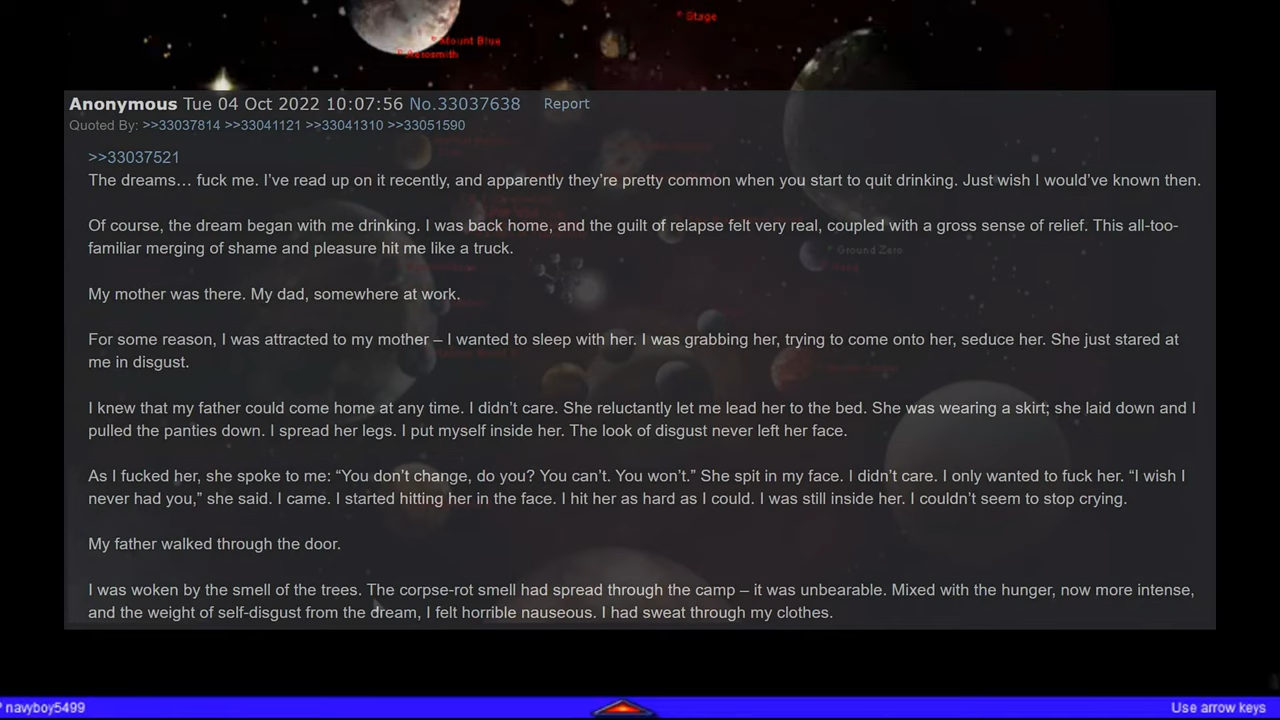 Stage
Mount Blue
Aerosmith
Anonymous Tue 04 Oct 2022 10:07:56 No.33037638 Report
Quoted By: >>33037814 >>33041121 >>33041310 >>33051590
>>33037521
The dreams… fuck me. I've read up on it recently, and apparently they're pretty common when you start to quit drinking. Just wish I would've known then.
Of course, the dream began with me drinking. I was back home, and the guilt of relapse felt very real, coupled with a gross sense of relief. This all-too-
familiar merging of shame and pleasure hit me like a truck.
Ground Zero
My mother was there. My dad, somewhere at work.
For some reason, I was attracted to my mother – I wanted to sleep with her. I was grabbing her, trying to come onto her, seduce her. She just stared at
me in disgust.
I knew that my father could come home at any time. I didn't care. She reluctantly let me lead her to the bed. She was wearing a skirt; she laid down and I
pulled the panties down. I spread her legs. I put myself inside her. The look of disgust never left her face.
As I fucked her, she spoke to me: “You don't change, do you? You can't. You won't.” She spit in my face. I didn't care. I only wanted to fuck her. “I wish I
never had you,” she said. I came. I started hitting her in the face. I hit her as hard as I could. I was still inside her. I couldn't seem to stop crying.
My father walked through the door.
I was woken by the smell of the trees. The corpse-rot smell had spread through the camp – it was unbearable. Mixed with the hunger, now more intense,
and the weight of self-disgust from the dream, I felt horrible nauseous. I had sweat through my clothes.
navyboy5499
Use arrow keys